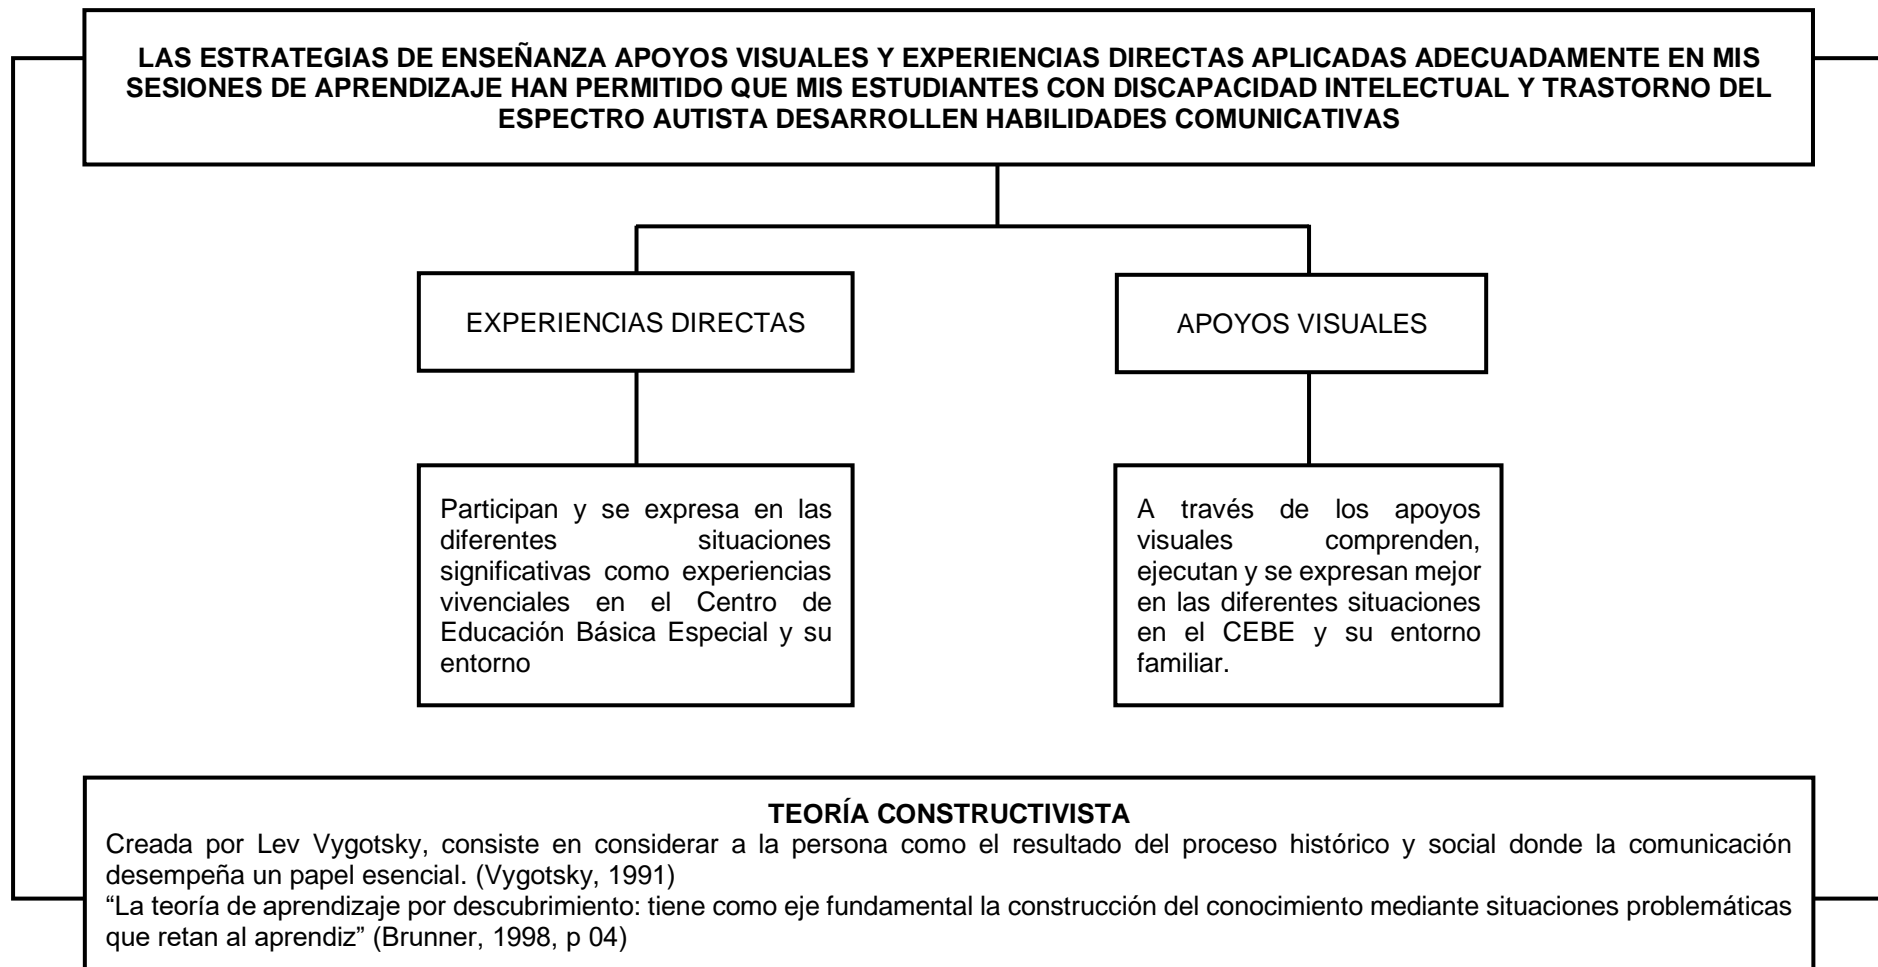 LAS ESTRATEGIAS DE ENSEÑANZA APOYOS VISUALES Y EXPERIENCIAS DIRECTAS APLICADAS ADECUADAMENTE EN MIS
SESIONES DE APRENDIZAJE HAN PERMITIDO QUE MIS ESTUDIANTES CON DISCAPACIDAD INTELECTUAL Y TRASTORNO DEL
ESPECTRO AUTISTA DESARROLLEN HABILIDADES COMUNICATIVAS
EXPERIENCIAS DIRECTAS
APOYOS VISUALES
Participan y se expresa en las
diferentes situaciones
significativas como experiencias
vivenciales en el Centro de
Educación Básica Especial y su
entorno
A través de los apoyos
visuales comprenden,
ejecutan y se expresan mejor
en las diferentes situaciones
en el CEBE y su entorno
familiar.
TEORÍA CONSTRUCTIVISTA
Creada por Lev Vygotsky, consiste en considerar a la persona como el resultado del proceso histórico y social donde la comunicación
desempeña un papel esencial. (Vygotsky, 1991)
“La teoría de aprendizaje por descubrimiento: tiene como eje fundamental la construcción del conocimiento mediante situaciones problemáticas
que retan al aprendiz” (Brunner, 1998, p 04)